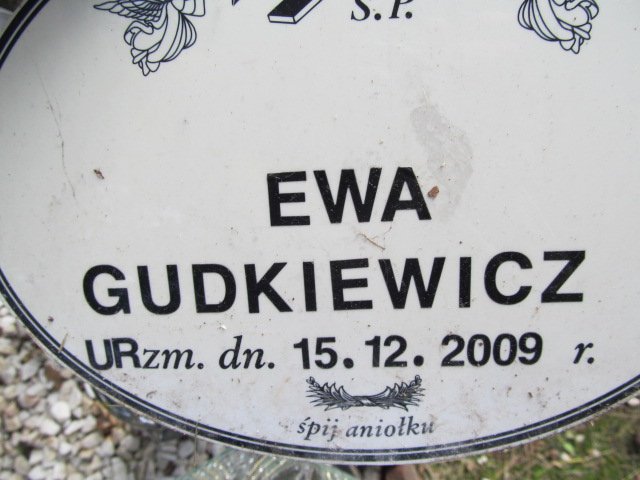 Ś.P.
EWA
GUDKIEWICZ
URzm. dn. 15.12.2009 r.
śpij aniołku